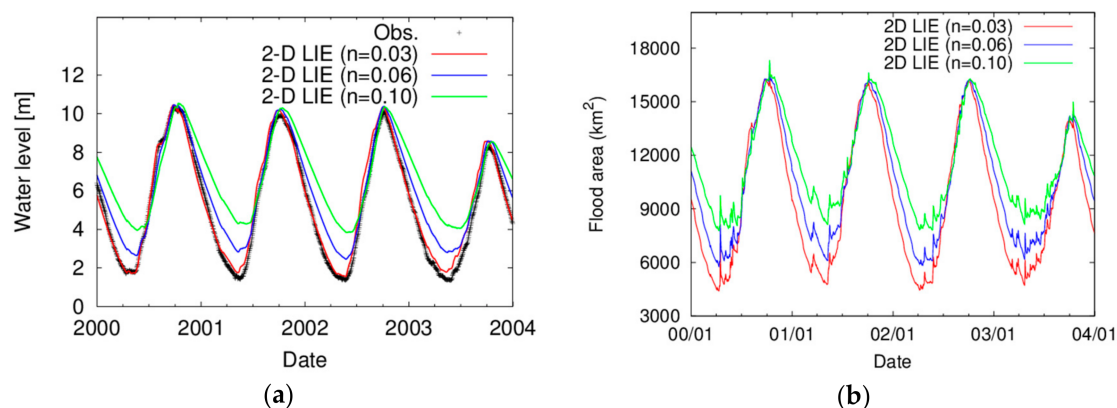 Obs.
2-D LIE (n=0.03)
2-D LIE (n=0.06)
2-D LIE (n=0.10)
12
10
8
6
4
2
0
Water level [m]
2000
2001
2002
2003
2004
Date
(a)
2D LIE (n=0.03)
2D LIE (n=0.06)
2D LIE (n=0.10)
18000
15000
12000
9000
6000
3000
Flood area (km²)
00/01
01/01
02/01
03/01
04/01
Date
(b)